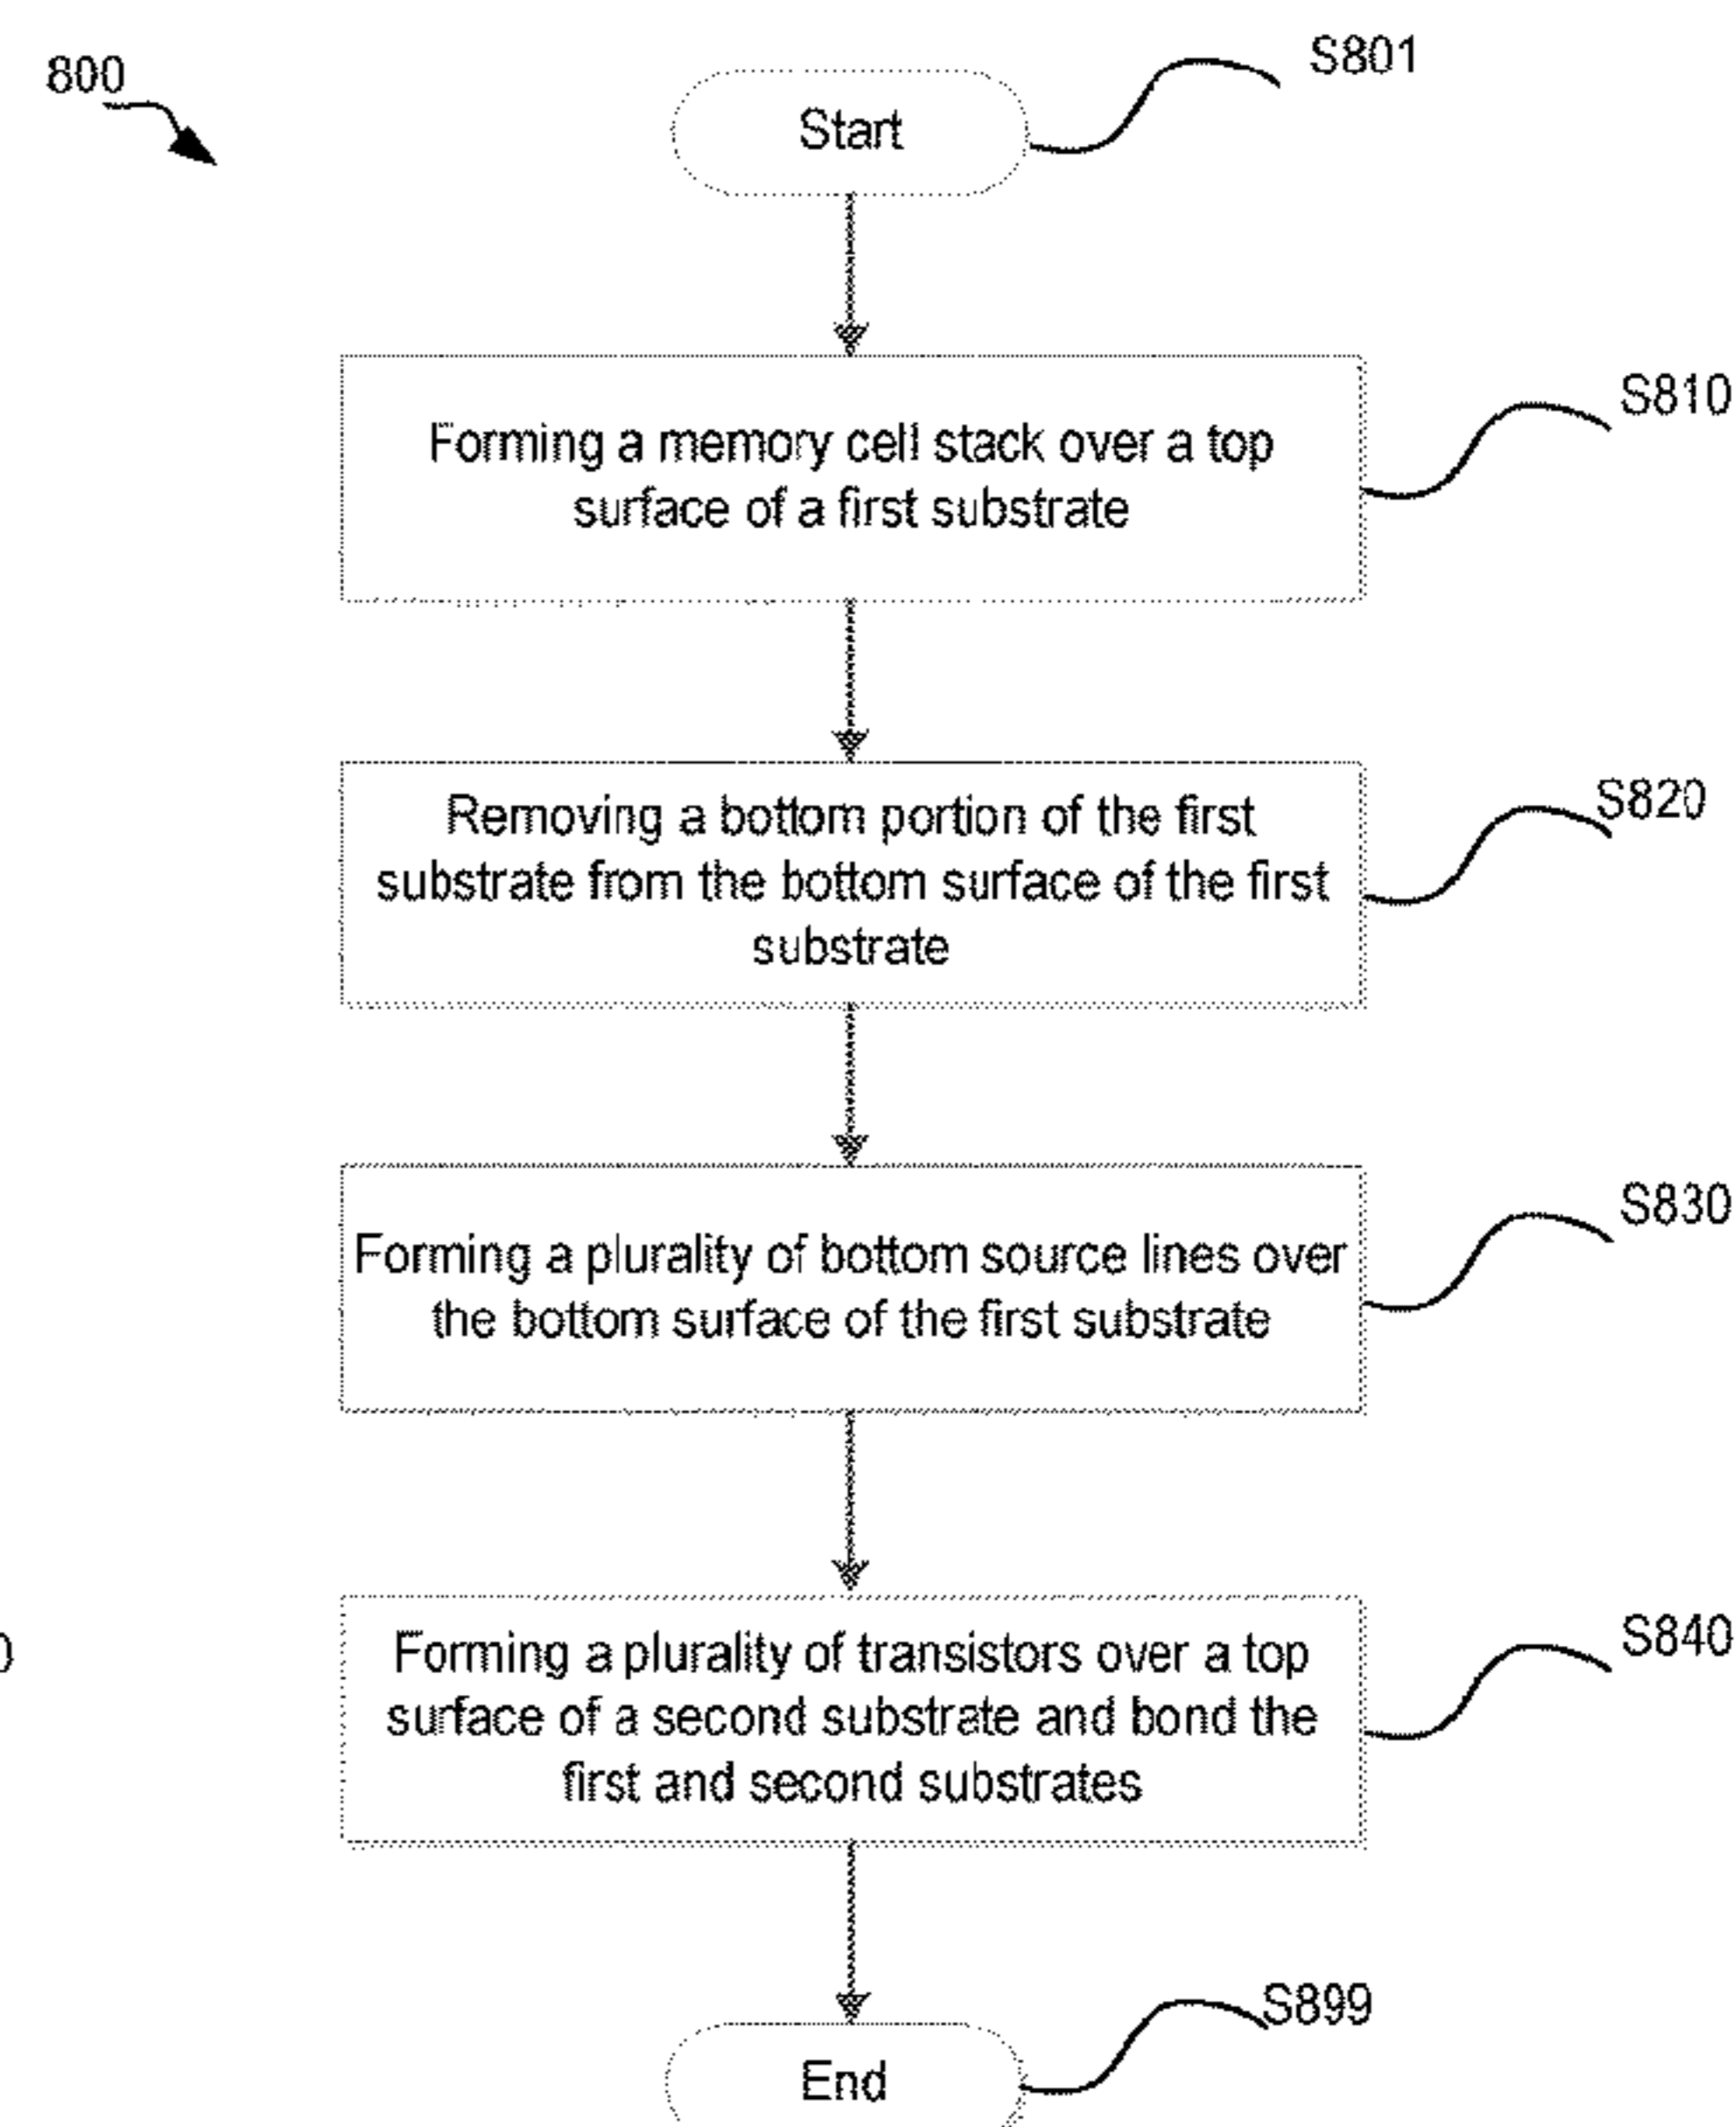 800
S801
Start
S810
Forming a memory cell stack over a top
surface of a first substrate
S820
Removing a bottom portion of the first
substrate from the bottom surface of the first
substrate
S830
Forming a plurality of bottom source lines over
the bottom surface of the first substrate
S840
Forming a plurality of transistors over a top
surface of a second substrate and bond the
first and second substrates
S899
End